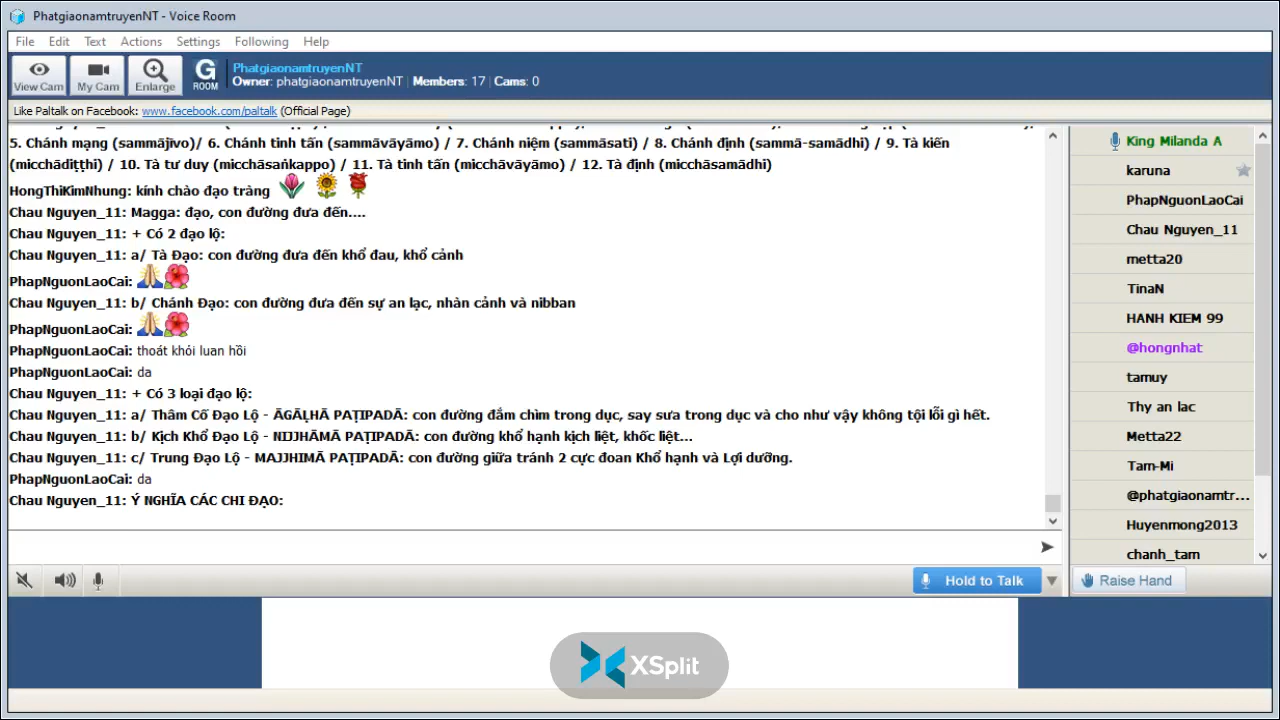 PhatgiaonamtruyenNT - Voice Room
File Edit Text Actions Settings Following Help
View Cam My Cam Enlarge G ROOM
PhatgiaonamtruyenNT
Owner: phatgiaonamtruyenNT | Members: 17 | Cams: 0
Like Paltalk on Facebook: www.facebook.com/paltalk (Official Page)
5. Chánh mạng (sammājīvo)/ 6. Chánh tinh tấn (sammāvāyāmo) / 7. Chánh niệm (sammāsati) / 8. Chánh định (sammā-samādhi) / 9. Tà kiến
(micchādiṭṭhi) / 10. Tà tư duy (micchāsaṅkappo) / 11. Tà tinh tấn (micchāvāyāmo) / 12. Tà định (micchāsamādhi)
HongThiKimNhung: kính chào đạo tràng
Chau Nguyen_11: Magga: đạo, con đường đưa đến....
Chau Nguyen_11: + Có 2 đạo lộ:
Chau Nguyen_11: a/ Tà Đạo: con đường đưa đến khổ đau, khổ cảnh
PhapNguonLaoCai:
Chau Nguyen_11: b/ Chánh Đạo: con đường đưa đến sự an lạc, nhàn cảnh và nibban
PhapNguonLaoCai:
PhapNguonLaoCai: thoát khỏi luan hồi
PhapNguonLaoCai: da
Chau Nguyen_11: + Có 3 loại đạo lộ:
Chau Nguyen_11: a/ Thâm Cố Đạo Lộ - ĀGĀḶHĀ PAṬIPADĀ: con đường đắm chìm trong dục, say sưa trong dục và cho như vậy không tội lỗi gì hết.
Chau Nguyen_11: b/ Kịch Khổ Đạo Lộ - NIJJHĀMĀ PAṬIPADĀ: con đường khổ hạnh kịch liệt, khốc liệt...
Chau Nguyen_11: c/ Trung Đạo Lộ - MAJJHIMĀ PAṬIPADĀ: con đường giữa tránh 2 cực đoan Khổ hạnh và Lợi dưỡng.
PhapNguonLaoCai: da
Chau Nguyen_11: Ý NGHĨA CÁC CHI ĐẠO:
King Milanda A
karuna
PhapNguonLaoCai
Chau Nguyen_11
metta20
TinaN
HANH KIEM 99
@hongnhat
tamuy
Thy an lac
Metta22
Tam-Mi
@phatgiaonamtr...
Huyenmong2013
chanh_tam
Hold to Talk
Raise Hand
XSplit